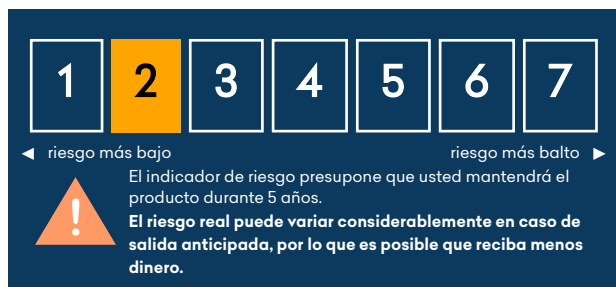 1 2 3 4 5 6 7
◄ riesgo más bajo riesgo más balto ►
!
El indicador de riesgo presupone que usted mantendrá el
producto durante 5 años.
El riesgo real puede variar considerablemente en caso de
salida anticipada, por lo que es posible que reciba menos
dinero.